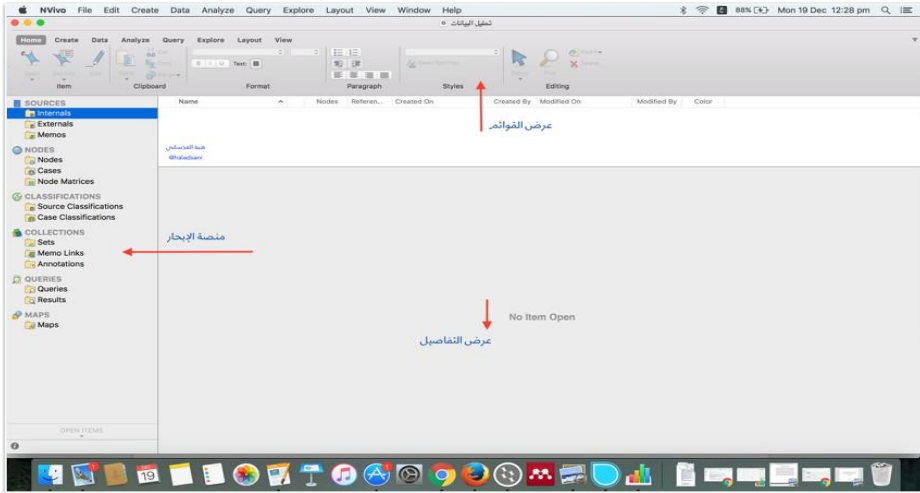 NVivo File Edit Create Data Analyze Query Explore Layout View Window Help 88% Mon 19 Dec 12:28 pm
تحليل البيانات
Home Create Data Analyze Query Explore Layout View
Text:
Item Clipboard Format Paragraph Styles Editing
SOURCES
Internals
Externals
Memos
NODES
Nodes
Cases
Node Matrices
CLASSIFICATIONS
Source Classifications
Case Classifications
COLLECTIONS
Sets
Memo Links
Annotations
QUERIES
Queries
Results
MAPS
Maps
OPEN ITEMS
Name Nodes Referen... Created On Created By Modified On Modified By Color
عرض القوائم
@haladsani
منصة الإبحار
No Item Open
عرض التفاصيل
19